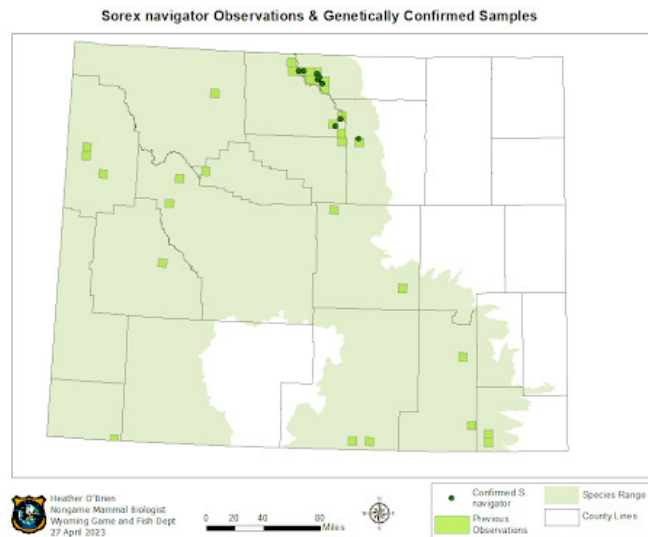 Sorex navigator Observations & Genetically Confirmed Samples
Heather O'Brien
Nongame Mammal Biologist
Wyoming Game and Fish Dept
27 April 2023
0 20 40 80
Miles
Confirmed S.
navigator
Previous
Observations
Species Range
County Lines